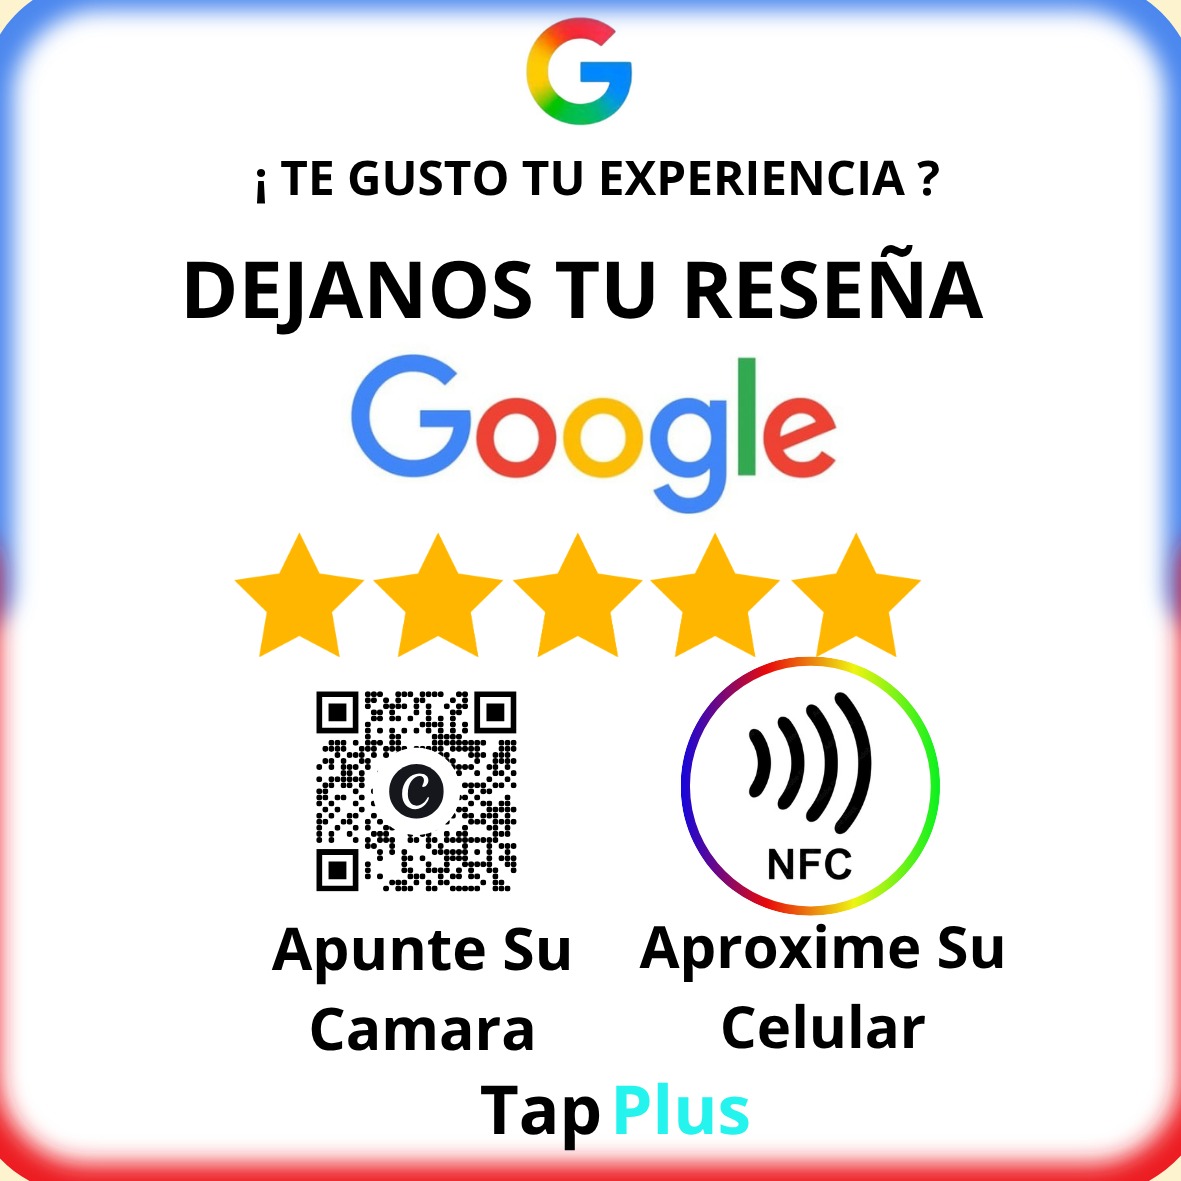 G
¡ TE GUSTO TU EXPERIENCIA ?
DEJANOS TU RESEÑA
Google
C
NFC
Apunte Su
Camara
Aproxime Su
Celular
Tap Plus